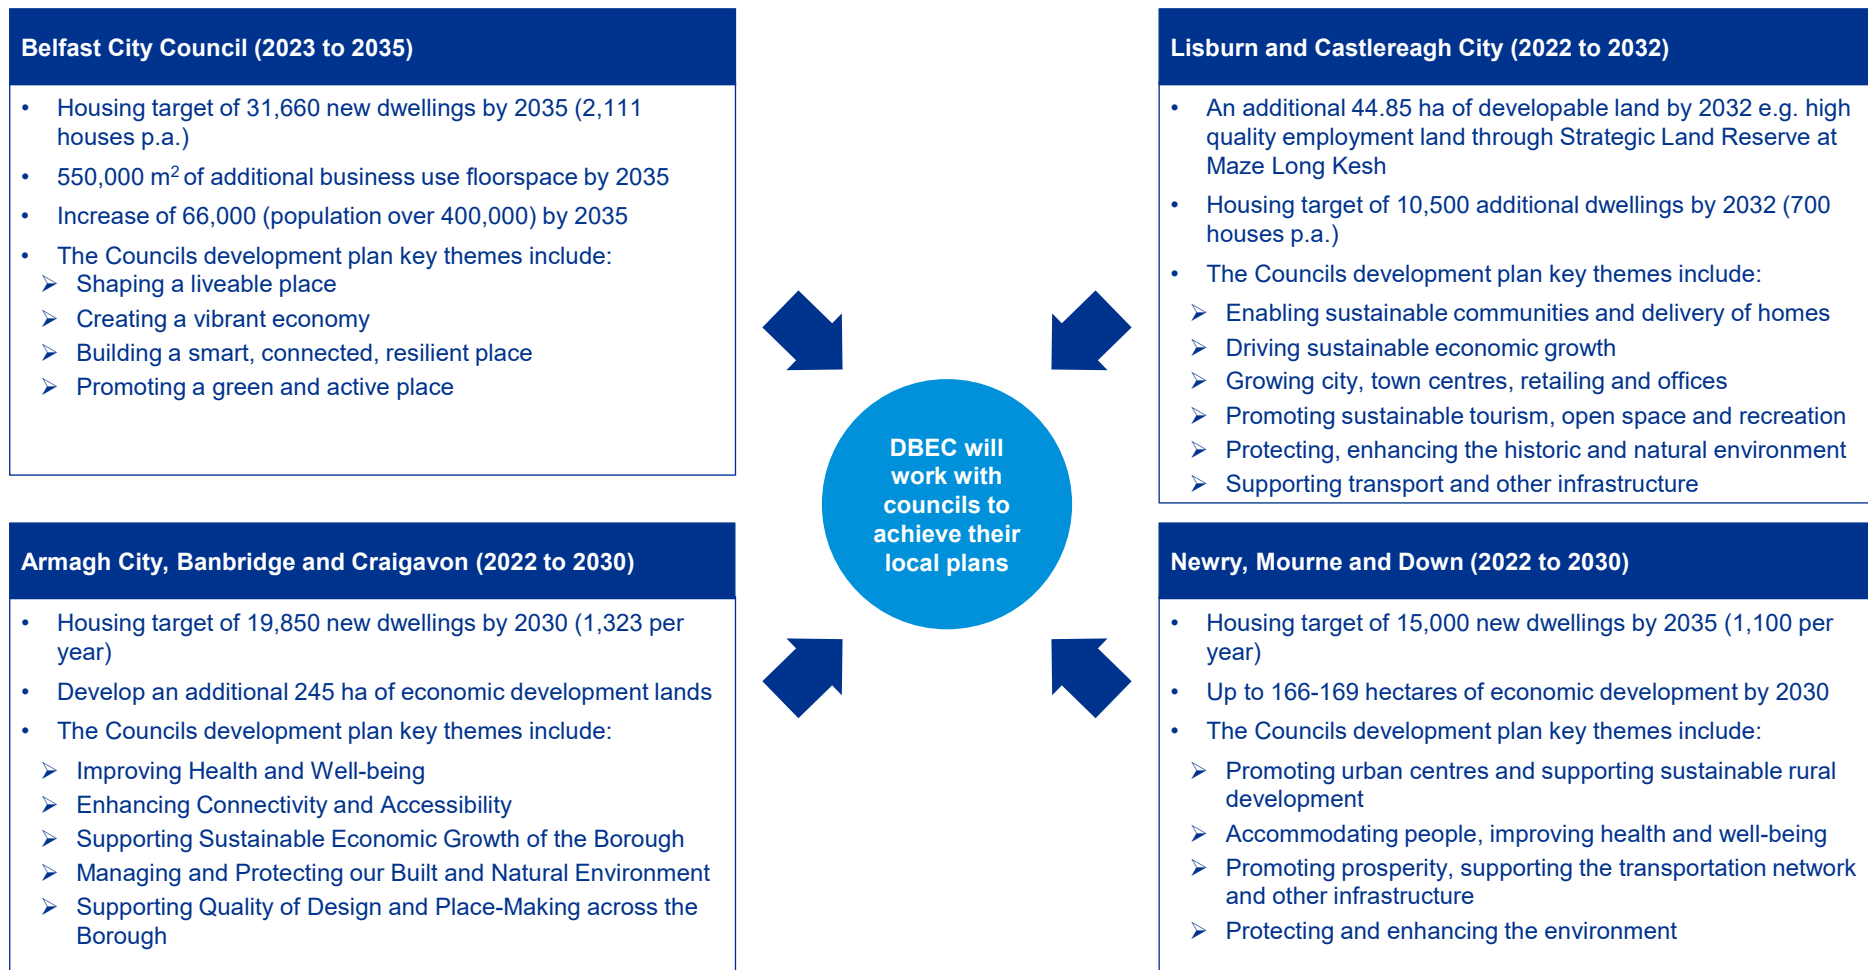 Belfast City Council (2023 to 2035)
• Housing target of 31,660 new dwellings by 2035 (2,111
houses p.a.)
• 550,000 m² of additional business use floorspace by 2035
• Increase of 66,000 (population over 400,000) by 2035
• The Councils development plan key themes include:
➢ Shaping a liveable place
➢ Creating a vibrant economy
➢ Building a smart, connected, resilient place
➢ Promoting a green and active place
Lisburn and Castlereagh City (2022 to 2032)
• An additional 44.85 ha of developable land by 2032 e.g. high
quality employment land through Strategic Land Reserve at
Maze Long Kesh
• Housing target of 10,500 additional dwellings by 2032 (700
houses p.a.)
• The Councils development plan key themes include:
➢ Enabling sustainable communities and delivery of homes
➢ Driving sustainable economic growth
➢ Growing city, town centres, retailing and offices
➢ Promoting sustainable tourism, open space and recreation
➢ Protecting, enhancing the historic and natural environment
➢ Supporting transport and other infrastructure
DBEC will
work with
councils to
achieve their
local plans
Armagh City, Banbridge and Craigavon (2022 to 2030)
• Housing target of 19,850 new dwellings by 2030 (1,323 per
year)
• Develop an additional 245 ha of economic development lands
• The Councils development plan key themes include:
➢ Improving Health and Well-being
➢ Enhancing Connectivity and Accessibility
➢ Supporting Sustainable Economic Growth of the Borough
➢ Managing and Protecting our Built and Natural Environment
➢ Supporting Quality of Design and Place-Making across the
Borough
Newry, Mourne and Down (2022 to 2030)
• Housing target of 15,000 new dwellings by 2035 (1,100 per
year)
• Up to 166-169 hectares of economic development by 2030
• The Councils development plan key themes include:
➢ Promoting urban centres and supporting sustainable rural
development
➢ Accommodating people, improving health and well-being
➢ Promoting prosperity, supporting the transportation network
and other infrastructure
➢ Protecting and enhancing the environment